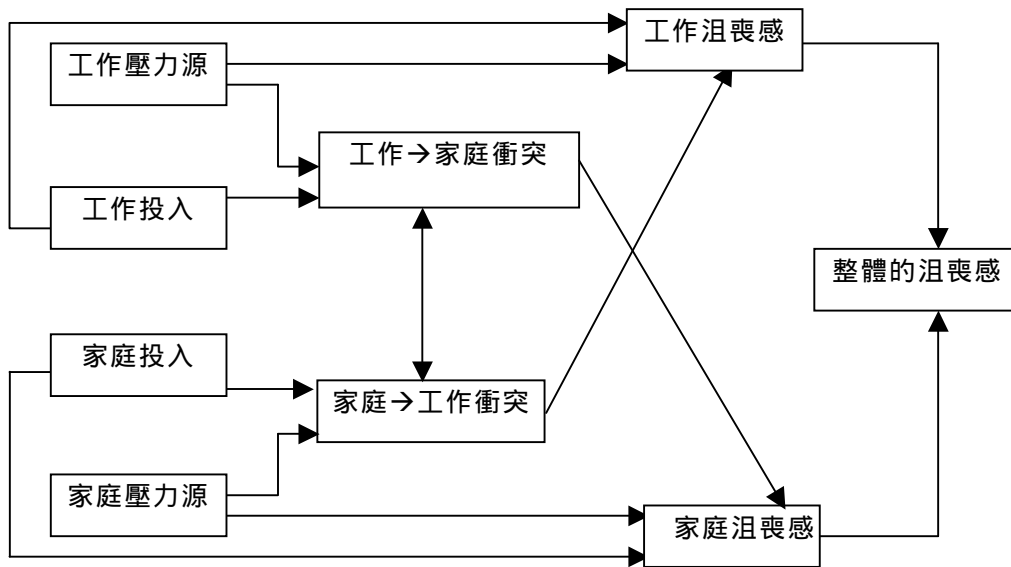 工作沮喪感
工作壓力源
工作→家庭衝突
工作投入
整體的沮喪感
家庭投入
家庭→工作衝突
家庭壓力源
家庭沮喪感